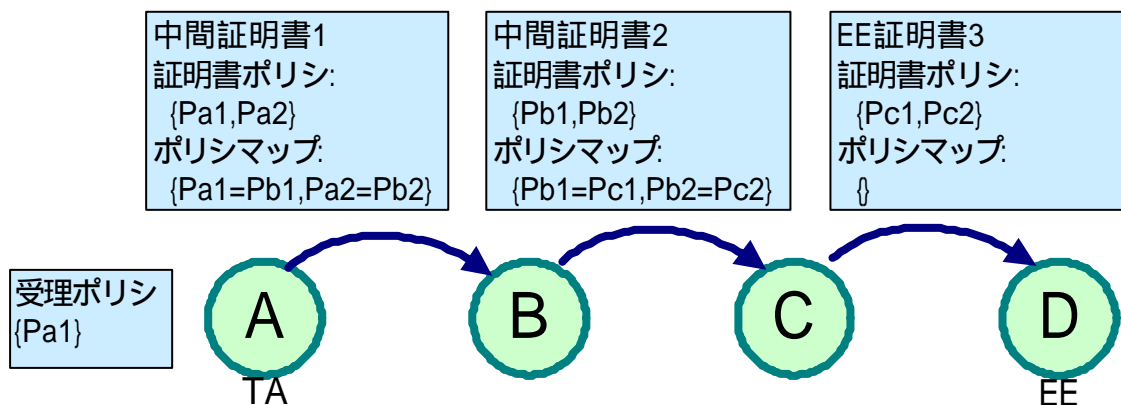 中間証明書1
証明書ポリシ:
{Pa1,Pa2}
ポリシマップ:
{Pa1=Pb1,Pa2=Pb2}
中間証明書2
証明書ポリシ:
{Pb1,Pb2}
ポリシマップ:
{Pb1=Pc1,Pb2=Pc2}
EE証明書3
証明書ポリシ:
{Pc1,Pc2}
ポリシマップ:
{}
受理ポリシ
{Pa1}
A
B
C
D
TA
EE